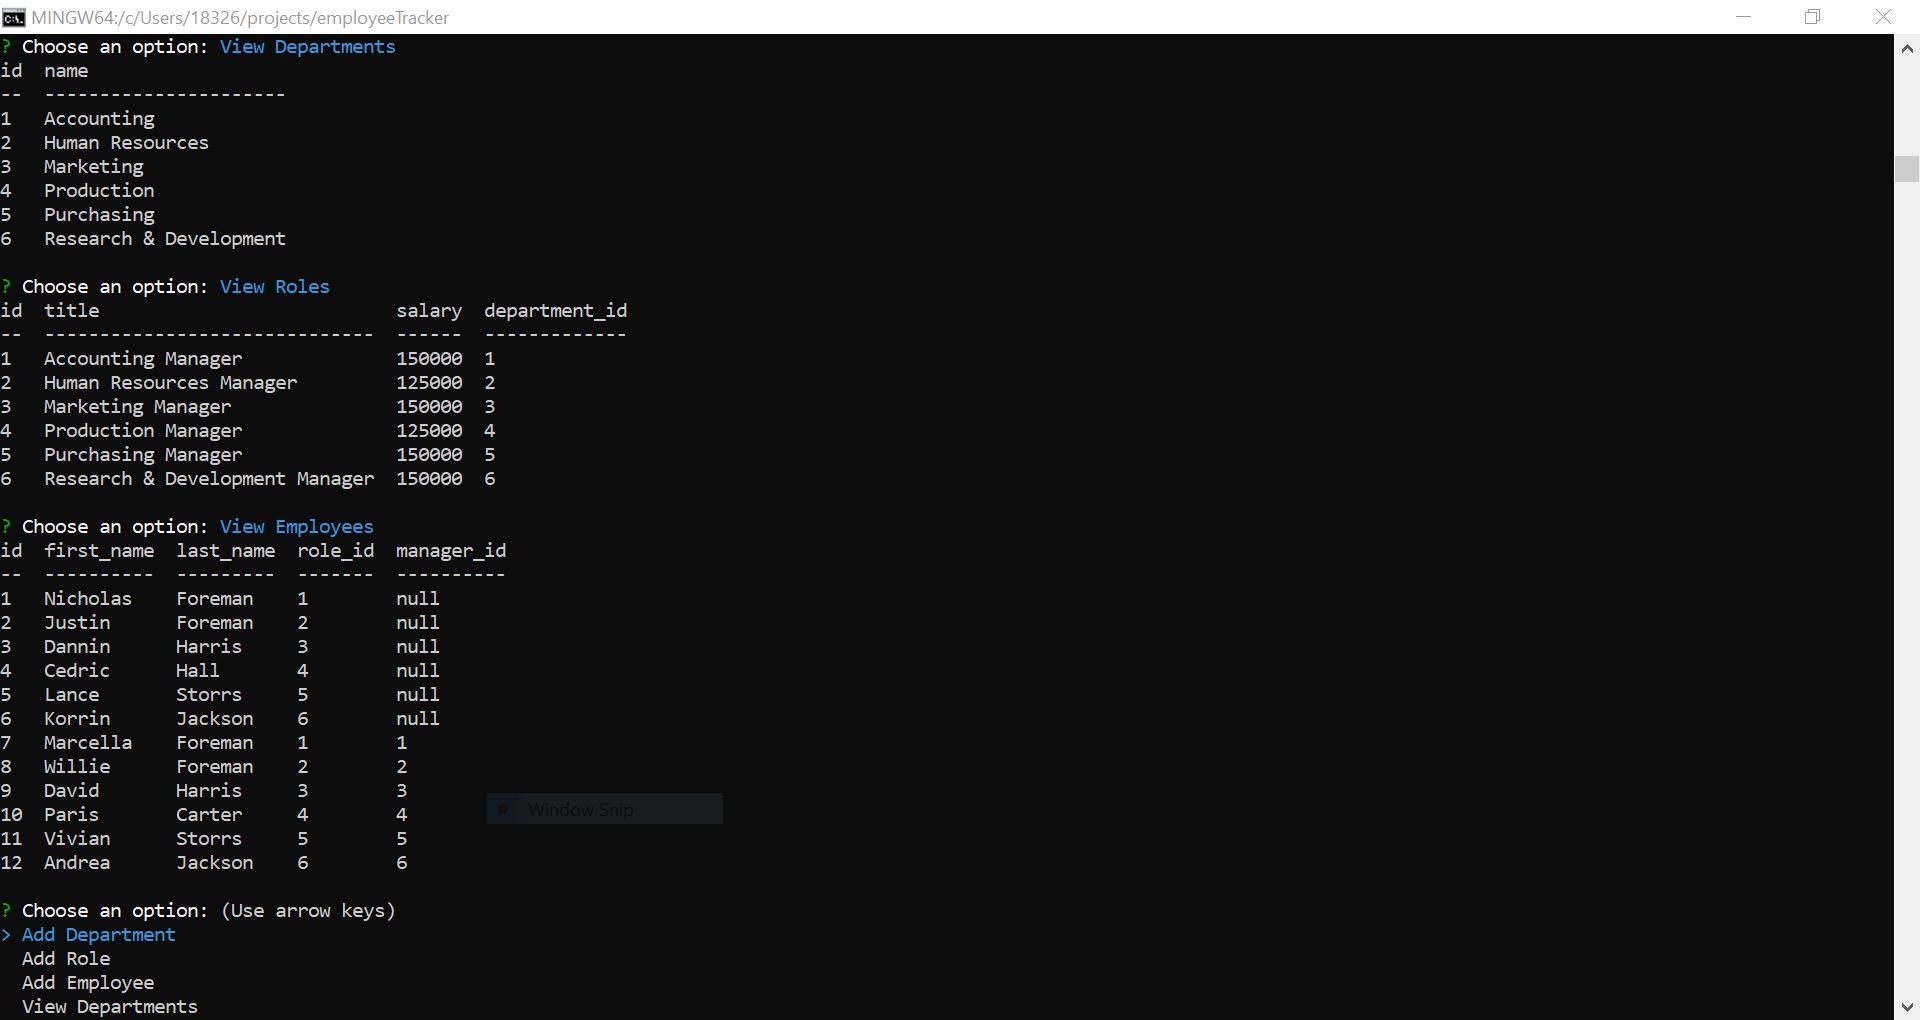 MINGW64:/c/Users/18326/projects/employeeTracker
? Choose an option: View Departments
id  name
--  ----------------------
1   Accounting
2   Human Resources
3   Marketing
4   Production
5   Purchasing
6   Research & Development
? Choose an option: View Roles
id  title                           salary  department_id
--  ------------------------------  ------  -------------
1   Accounting Manager              150000  1
2   Human Resources Manager         125000  2
3   Marketing Manager               150000  3
4   Production Manager              125000  4
5   Purchasing Manager              150000  5
6   Research & Development Manager  150000  6
? Choose an option: View Employees
id  first_name  last_name  role_id  manager_id
--  ----------  ---------  -------  ----------
1   Nicholas    Foreman    1        null
2   Justin      Foreman    2        null
3   Dannin      Harris     3        null
4   Cedric      Hall       4        null
5   Lance       Storrs     5        null
6   Korrin      Jackson    6        null
7   Marcella    Foreman    1        1
8   Willie      Foreman    2        2
9   David       Harris     3        3
10  Paris       Carter     4        4
Window Snip
11  Vivian      Storrs     5        5
12  Andrea      Jackson    6        6
? Choose an option: (Use arrow keys)
> Add Department
  Add Role
  Add Employee
  View Departments